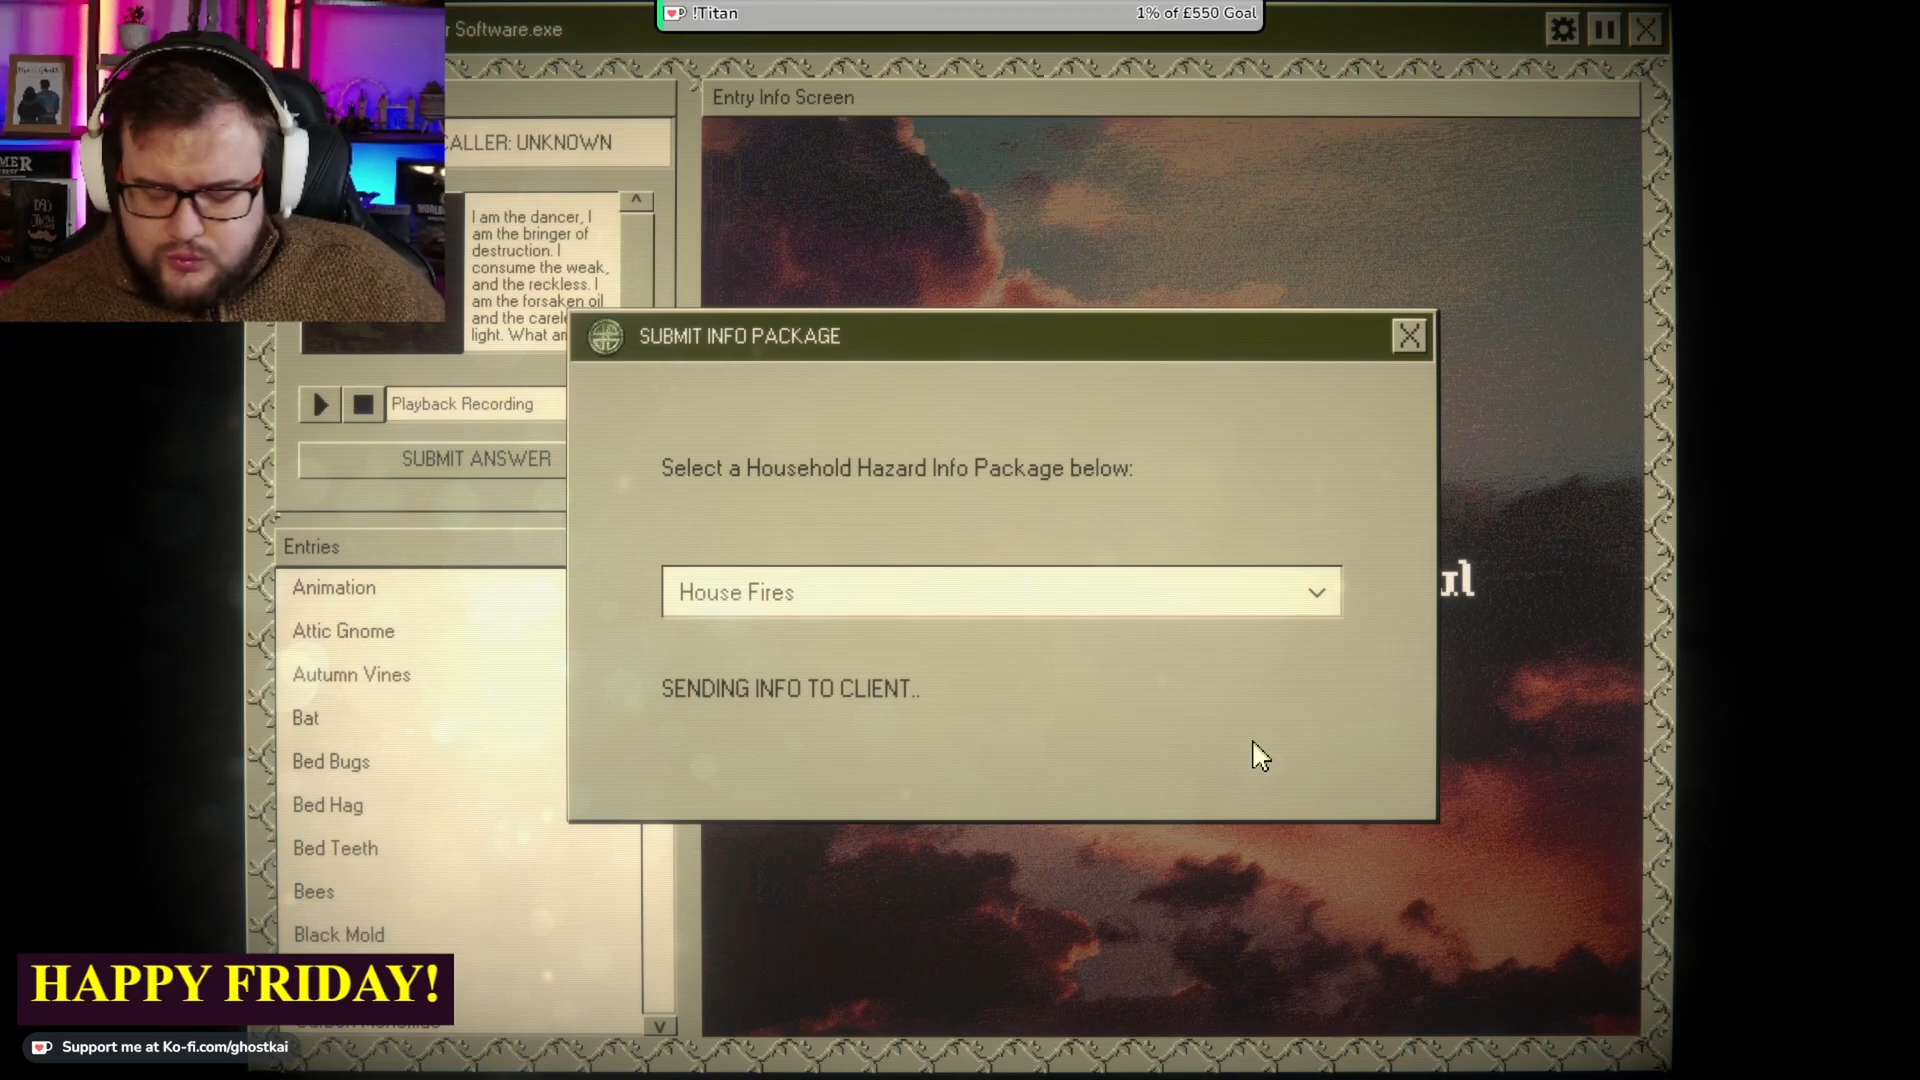 !Titan
1% of £550 Goal
r Software.exe
Entry Info Screen
CALLER: UNKNOWN
I am the dancer, I
am the bringer of
destruction. I
consume the weak,
and the reckless. I
am the forsaken oil
and the carel
light. What am
SUBMIT INFO PACKAGE
Playback Recording
SUBMIT ANSWER
Select a Household Hazard Info Package below:
House Fires
SENDING INFO TO CLIENT..
Entries
Animation
Attic Gnome
Autumn Vines
Bat
Bed Bugs
Bed Hag
Bed Teeth
Bees
Black Mold
HAPPY FRIDAY!
Support me at Ko-fi.com/ghostkai